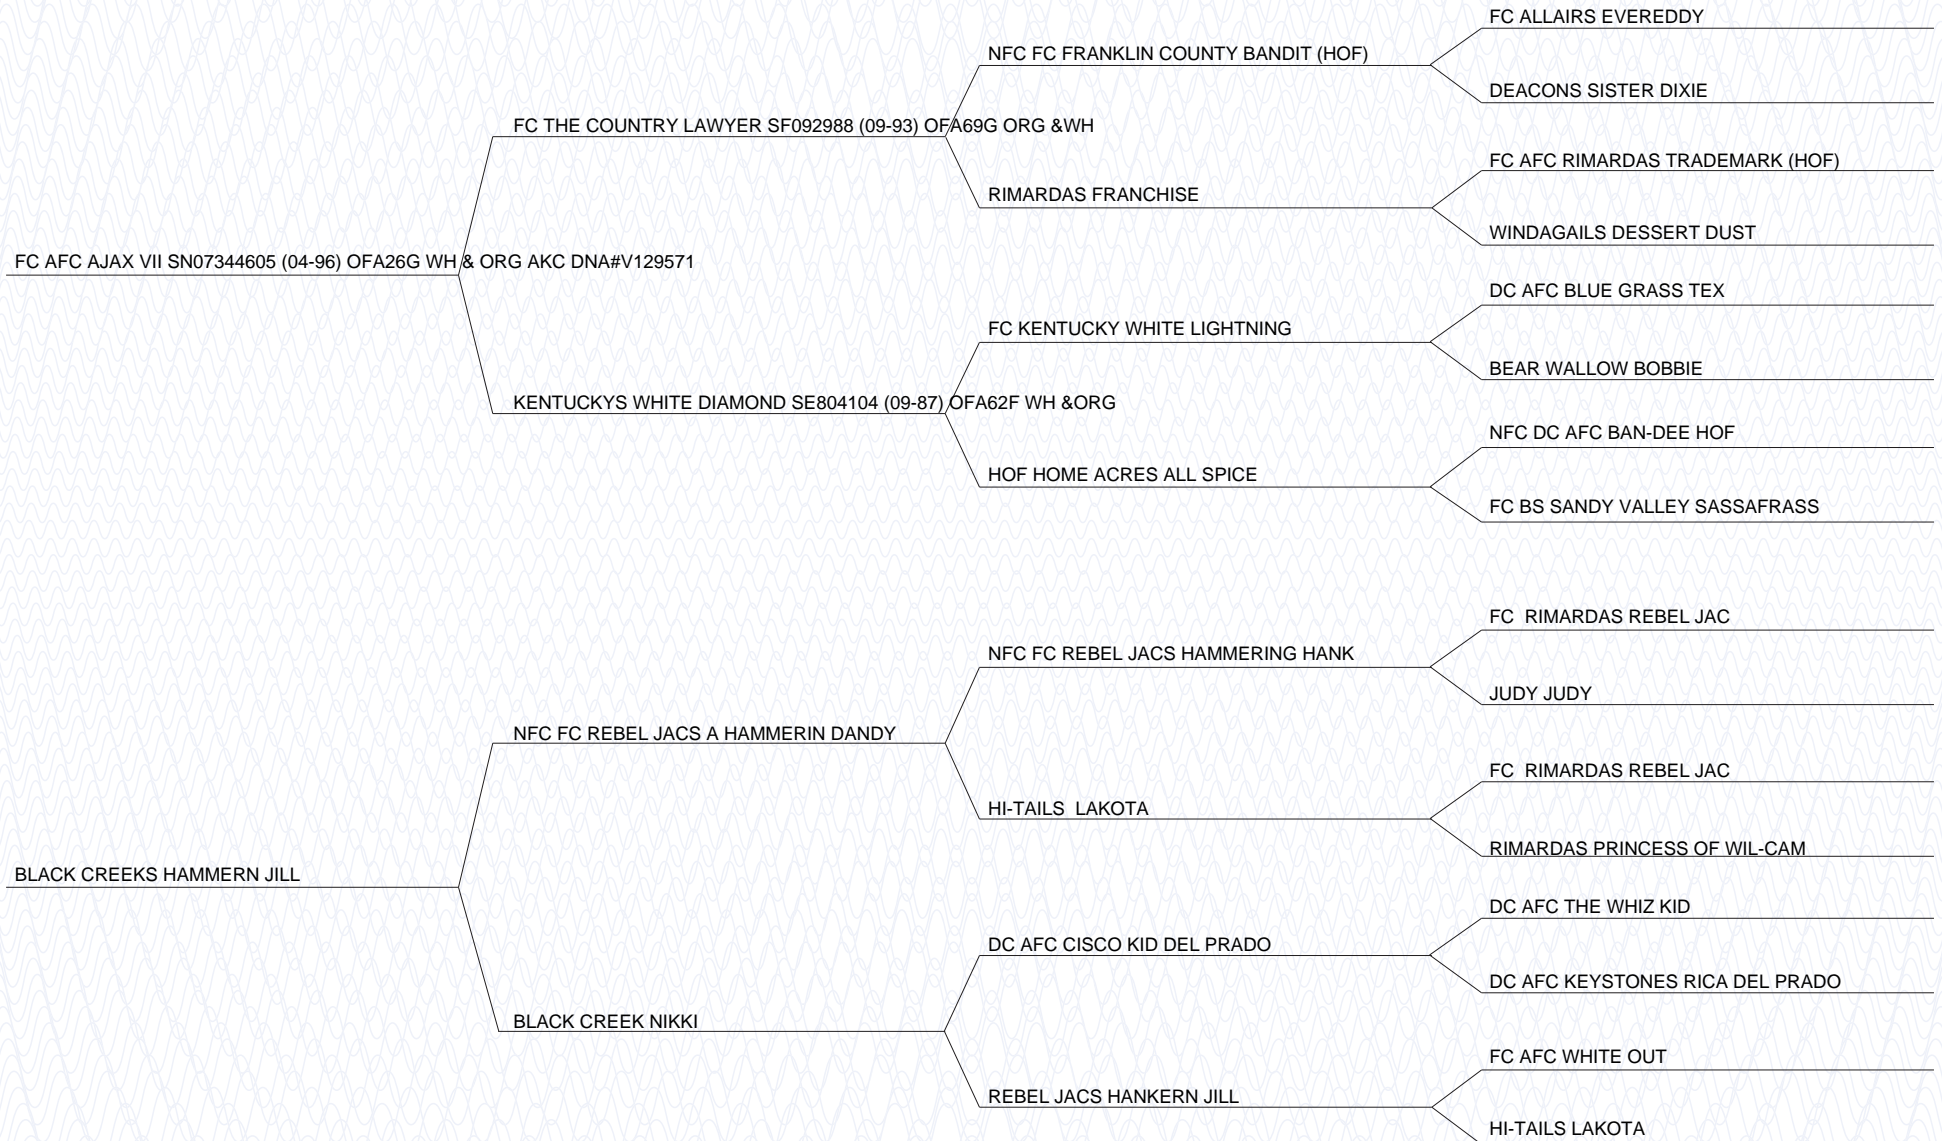 FC ALLAIRS EVEREDDY
NFC FC FRANKLIN COUNTY BANDIT (HOF)
DEACONS SISTER DIXIE
FC THE COUNTRY LAWYER SF092988 (09-93) OFA69G ORG &WH
FC AFC RIMARDAS TRADEMARK (HOF)
RIMARDAS FRANCHISE
WINDAGAILS DESSERT DUST
FC AFC AJAX VII SN07344605 (04-96) OFA26G WH & ORG AKC DNA#V129571
DC AFC BLUE GRASS TEX
FC KENTUCKY WHITE LIGHTNING
BEAR WALLOW BOBBIE
KENTUCKYS WHITE DIAMOND SE804104 (09-87) OFA62F WH &ORG
NFC DC AFC BAN-DEE HOF
HOF HOME ACRES ALL SPICE
FC BS SANDY VALLEY SASSAFRASS
FC  RIMARDAS REBEL JAC
NFC FC REBEL JACS HAMMERING HANK
JUDY JUDY
NFC FC REBEL JACS A HAMMERIN DANDY
FC  RIMARDAS REBEL JAC
HI-TAILS  LAKOTA
RIMARDAS PRINCESS OF WIL-CAM
BLACK CREEKS HAMMERN JILL
DC AFC THE WHIZ KID
DC AFC CISCO KID DEL PRADO
DC AFC KEYSTONES RICA DEL PRADO
BLACK CREEK NIKKI
FC AFC WHITE OUT
REBEL JACS HANKERN JILL
HI-TAILS LAKOTA